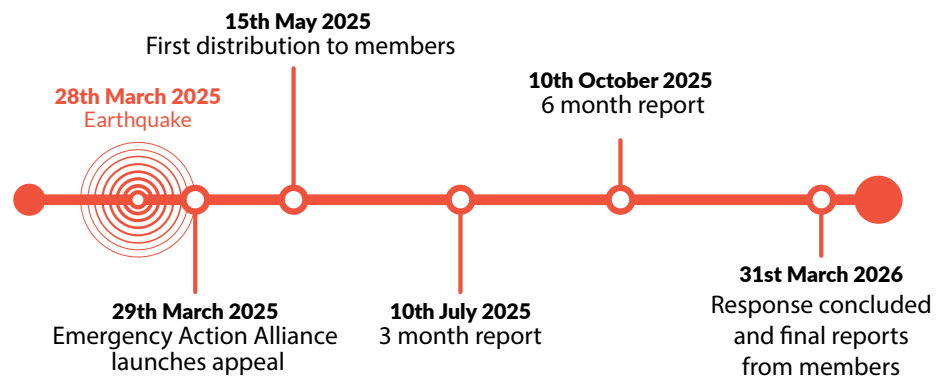 15th May 2025
First distribution to members
28th March 2025
Earthquake
10th October 2025
6 month report
29th March 2025
Emergency Action Alliance
launches appeal
10th July 2025
3 month report
31st March 2026
Response concluded
and final reports
from members